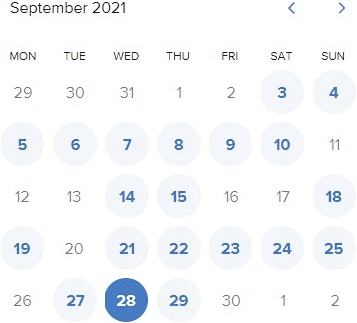 September 2021
MON TUE WED THU FRI SAT SUN
29 30 31 1 2 3 4
5 6 7 8 9 10 11
12 13 14 15 16 17 18
19 20 21 22 23 24 25
26 27 28 29 30 1 2